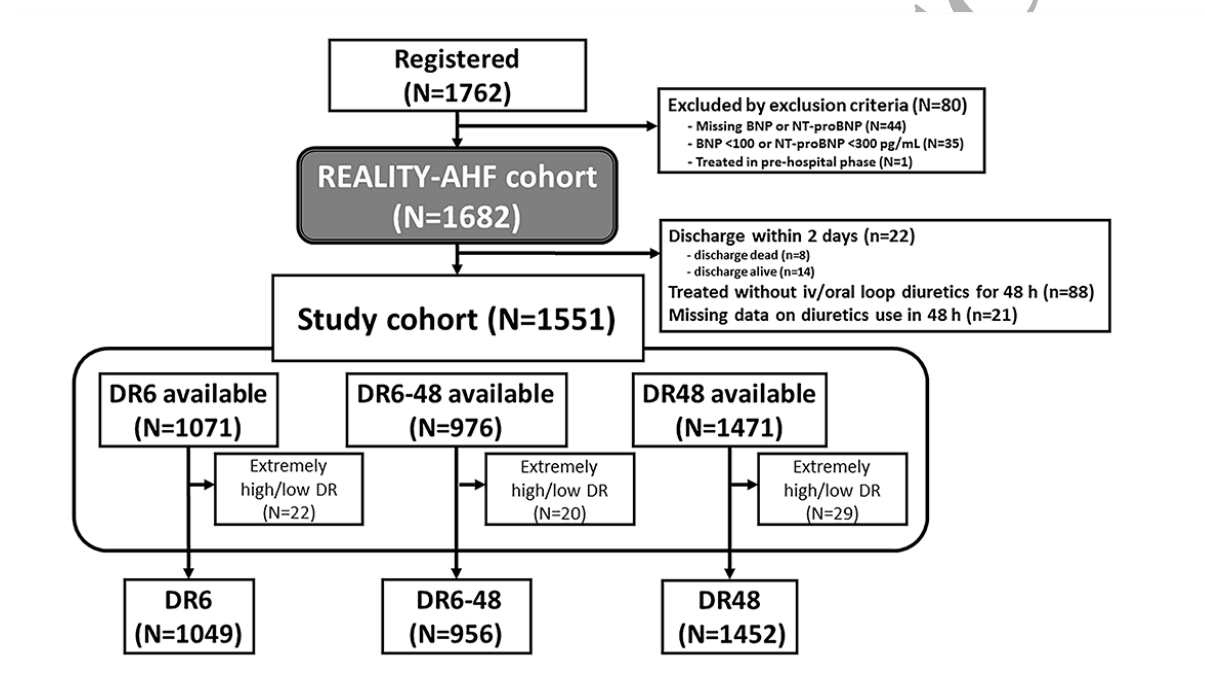 Registered
(N=1762)
Excluded by exclusion criteria (N=80)
- Missing BNP or NT-proBNP (N=44)
- BNP <100 or NT-proBNP <300 pg/mL (N=35)
- Treated in pre-hospital phase (N=1)
REALITY-AHF cohort
(N=1682)
Discharge within 2 days (n=22)
- discharge dead (n=8)
- discharge alive (n=14)
Treated without iv/oral loop diuretics for 48 h (n=88)
Missing data on diuretics use in 48 h (n=21)
Study cohort (N=1551)
DR6 available
(N=1071)
DR6-48 available
(N=976)
DR48 available
(N=1471)
Extremely
high/low DR
(N=22)
Extremely
high/low DR
(N=20)
Extremely
high/low DR
(N=29)
DR6
(N=1049)
DR6-48
(N=956)
DR48
(N=1452)